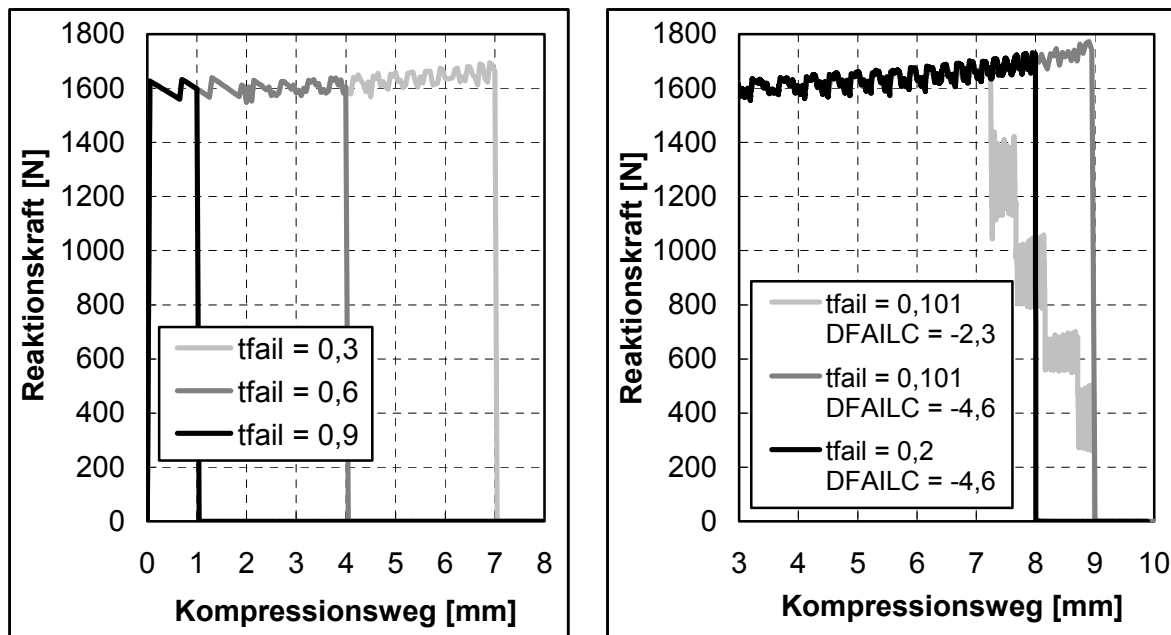 Reaktionskraft [N]
1800
1600
1400
1200
1000
800
600
400
200
0
tfail = 0,3
tfail = 0,6
tfail = 0,9
0 1 2 3 4 5 6 7 8
Kompressionsweg [mm]
Reaktionskraft [N]
1800
1600
1400
1200
1000
800
600
400
200
0
tfail = 0,101
DFAILC = -2,3
tfail = 0,101
DFAILC = -4,6
tfail = 0,2
DFAILC = -4,6
3 4 5 6 7 8 9 10
Kompressionsweg [mm]